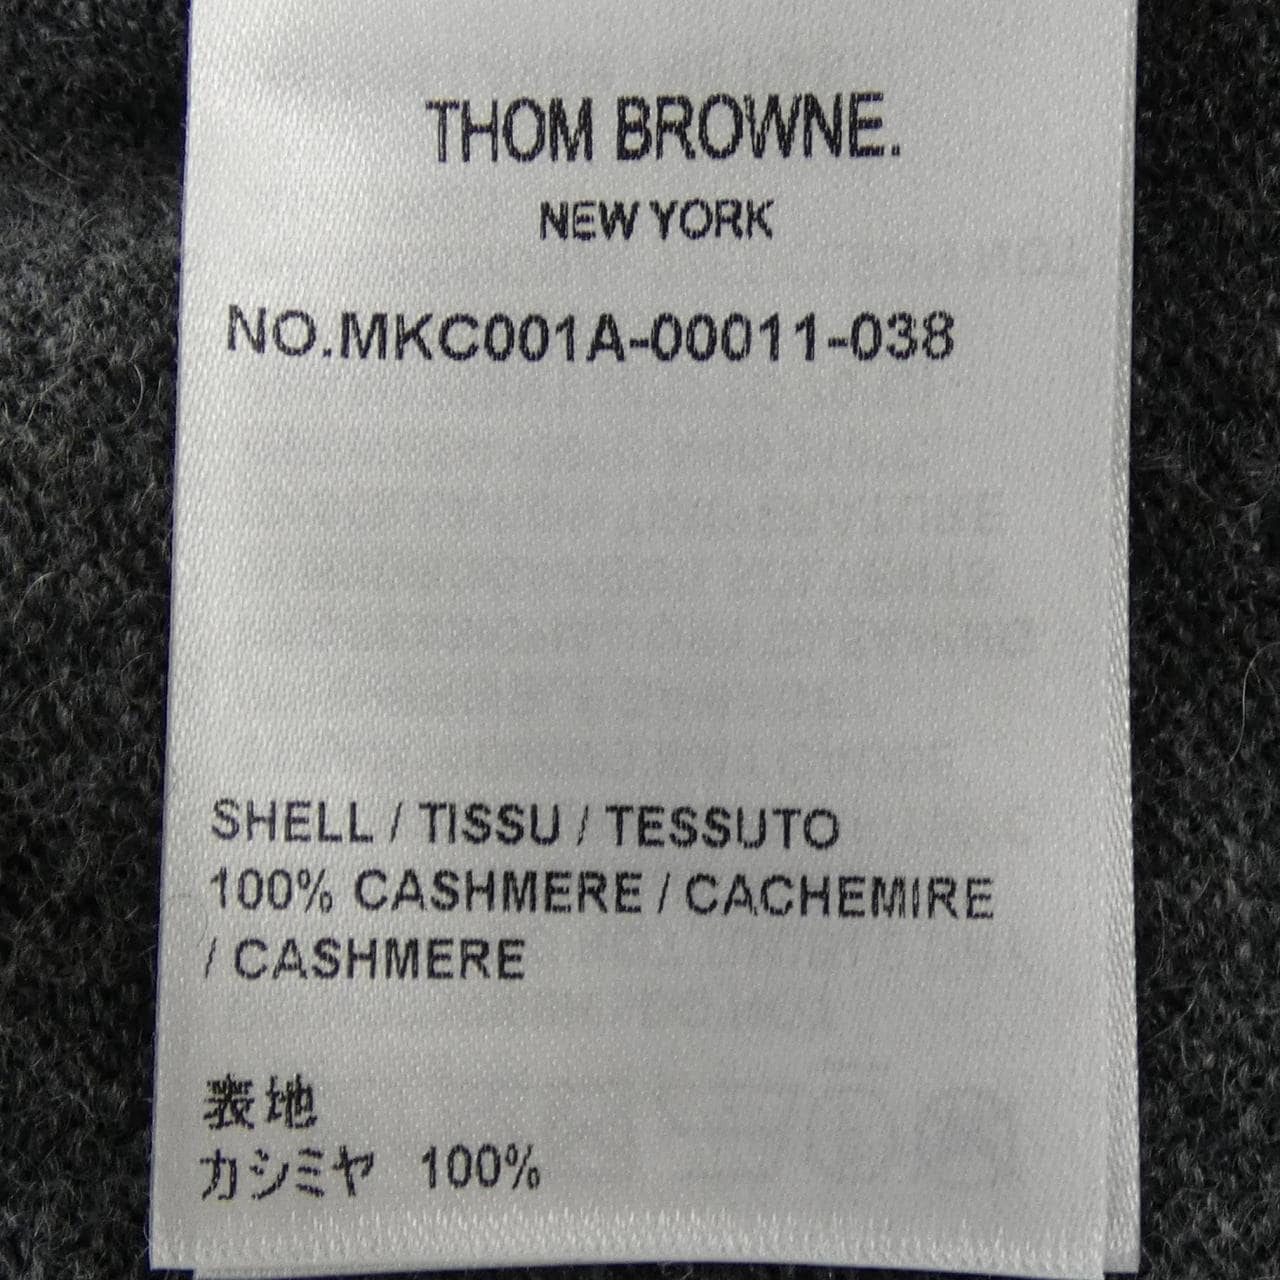 THOM BROWNE.
NEW YORK
NO.MKC001A-00011-038
SHELL / TISSU / TESSUTO
100% CASHMERE / CACHEMIRE
/ CASHMERE
表地
カシミヤ 100%